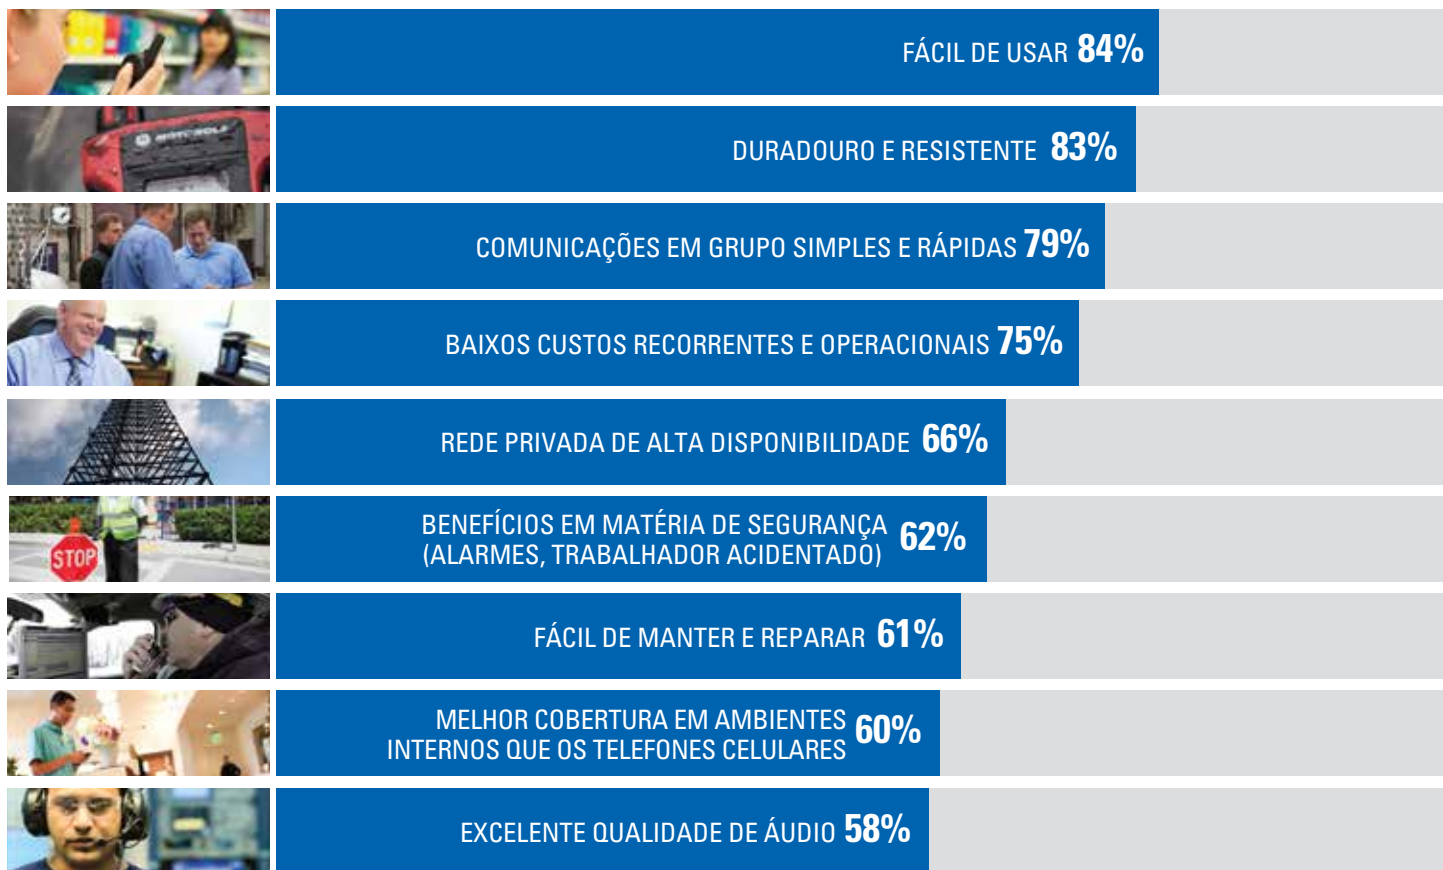 FÁCIL DE USAR 84%
MOTOROLA
DURADOURO E RESISTENTE 83%
COMUNICAÇÕES EM GRUPO SIMPLES E RÁPIDAS 79%
BAIXOS CUSTOS RECORRENTES E OPERACIONAIS 75%
REDE PRIVADA DE ALTA DISPONIBILIDADE 66%
STOP
BENEFÍCIOS EM MATÉRIA DE SEGURANÇA
(ALARMES, TRABALHADOR ACIDENTADO) 62%
FÁCIL DE MANTER E REPARAR 61%
MELHOR COBERTURA EM AMBIENTES
INTERNOS QUE OS TELEFONES CELULARES 60%
EXCELENTE QUALIDADE DE ÁUDIO 58%